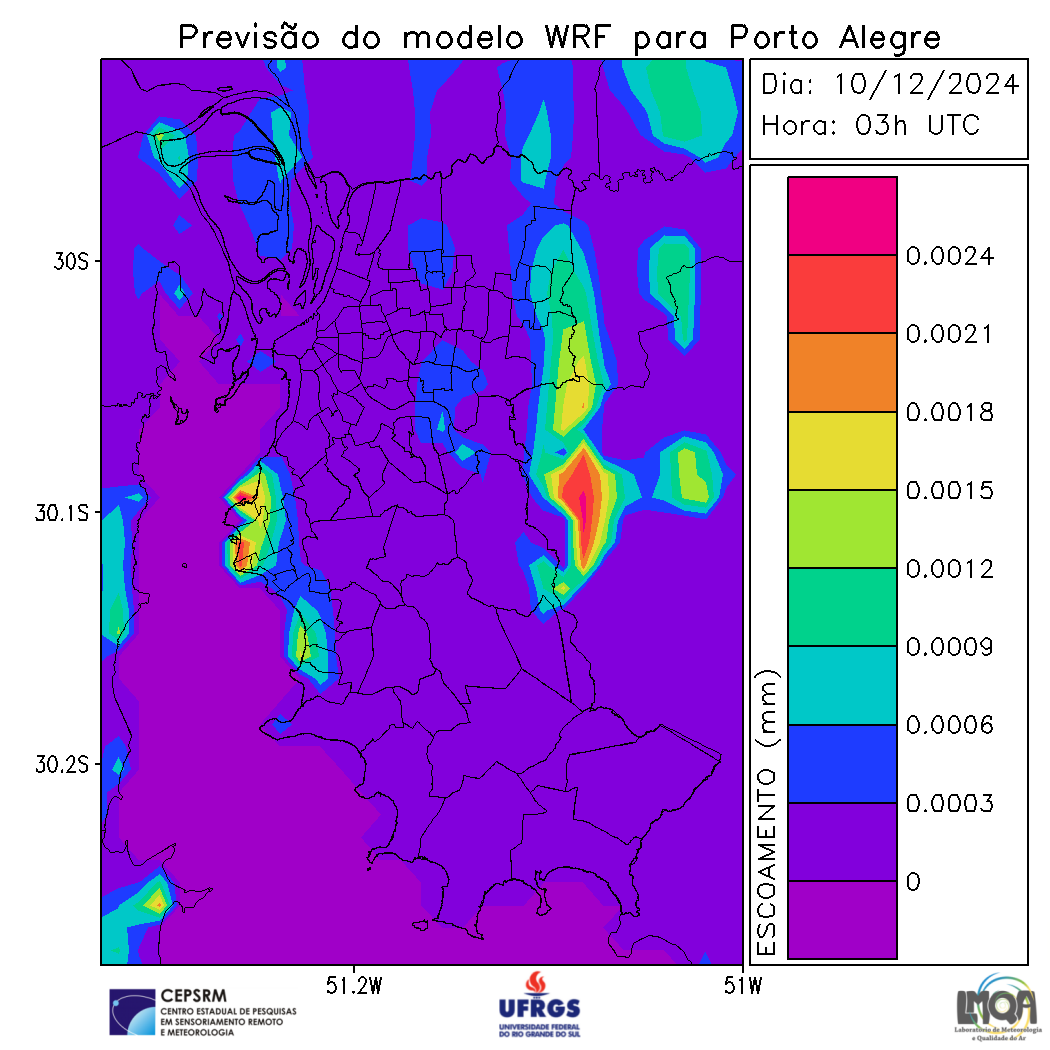 Previsão do modelo WRF para Porto Alegre
Dia: 10/12/2024
Hora: 03h UTC
30S
30.1S
30.2S
51.2W
51W
ESCOAMENTO (mm)
0.0024
0.0021
0.0018
0.0015
0.0012
0.0009
0.0006
0.0003
0
CEPSRM
CENTRO ESTADUAL DE PESQUISAS
EM SENSORIAMENTO REMOTO
E METEOROLOGIA
UFRGS
UNIVERSIDADE FEDERAL
DO RIO GRANDE DO SUL
LMQA
Laboratório de Meteorologia
e Qualidade do Ar